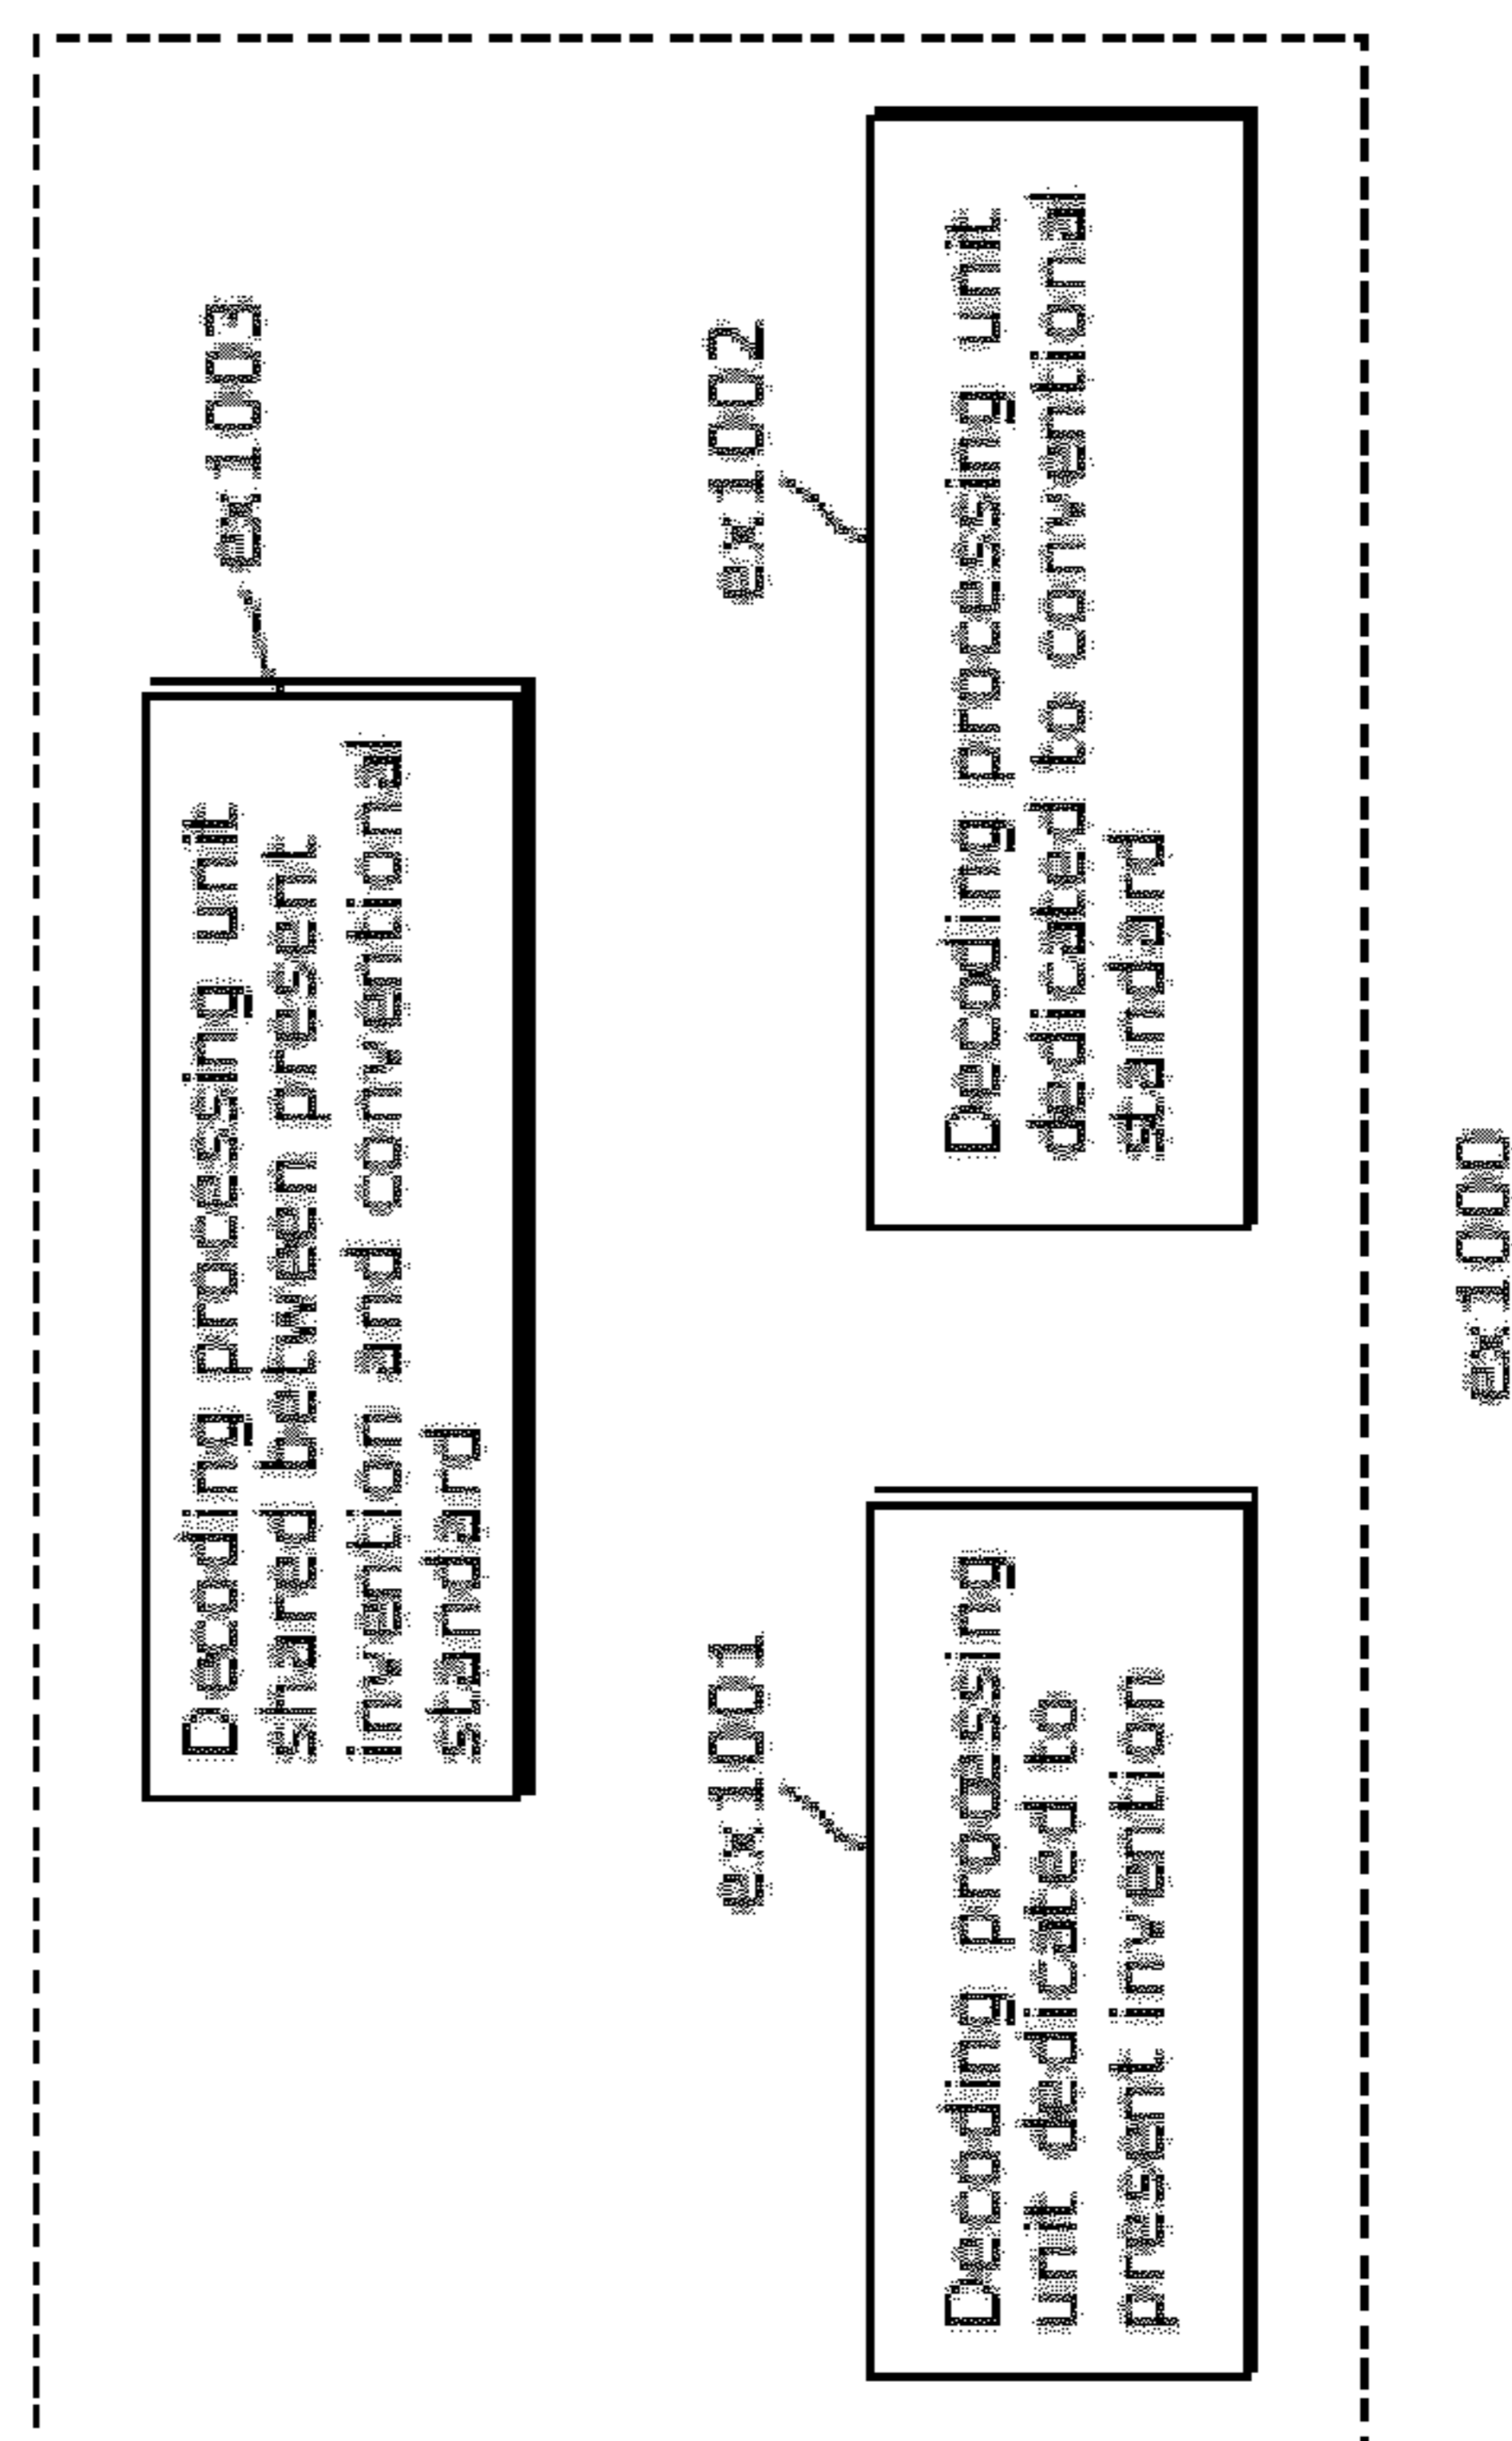 ex1003
Decoding processing unit
shared between present
invention and conventional
standard
ex1001
Decoding processing
unit dedicated to
present invention
ex1002
Decoding processing unit
dedicated to conventional
standard
ex1000